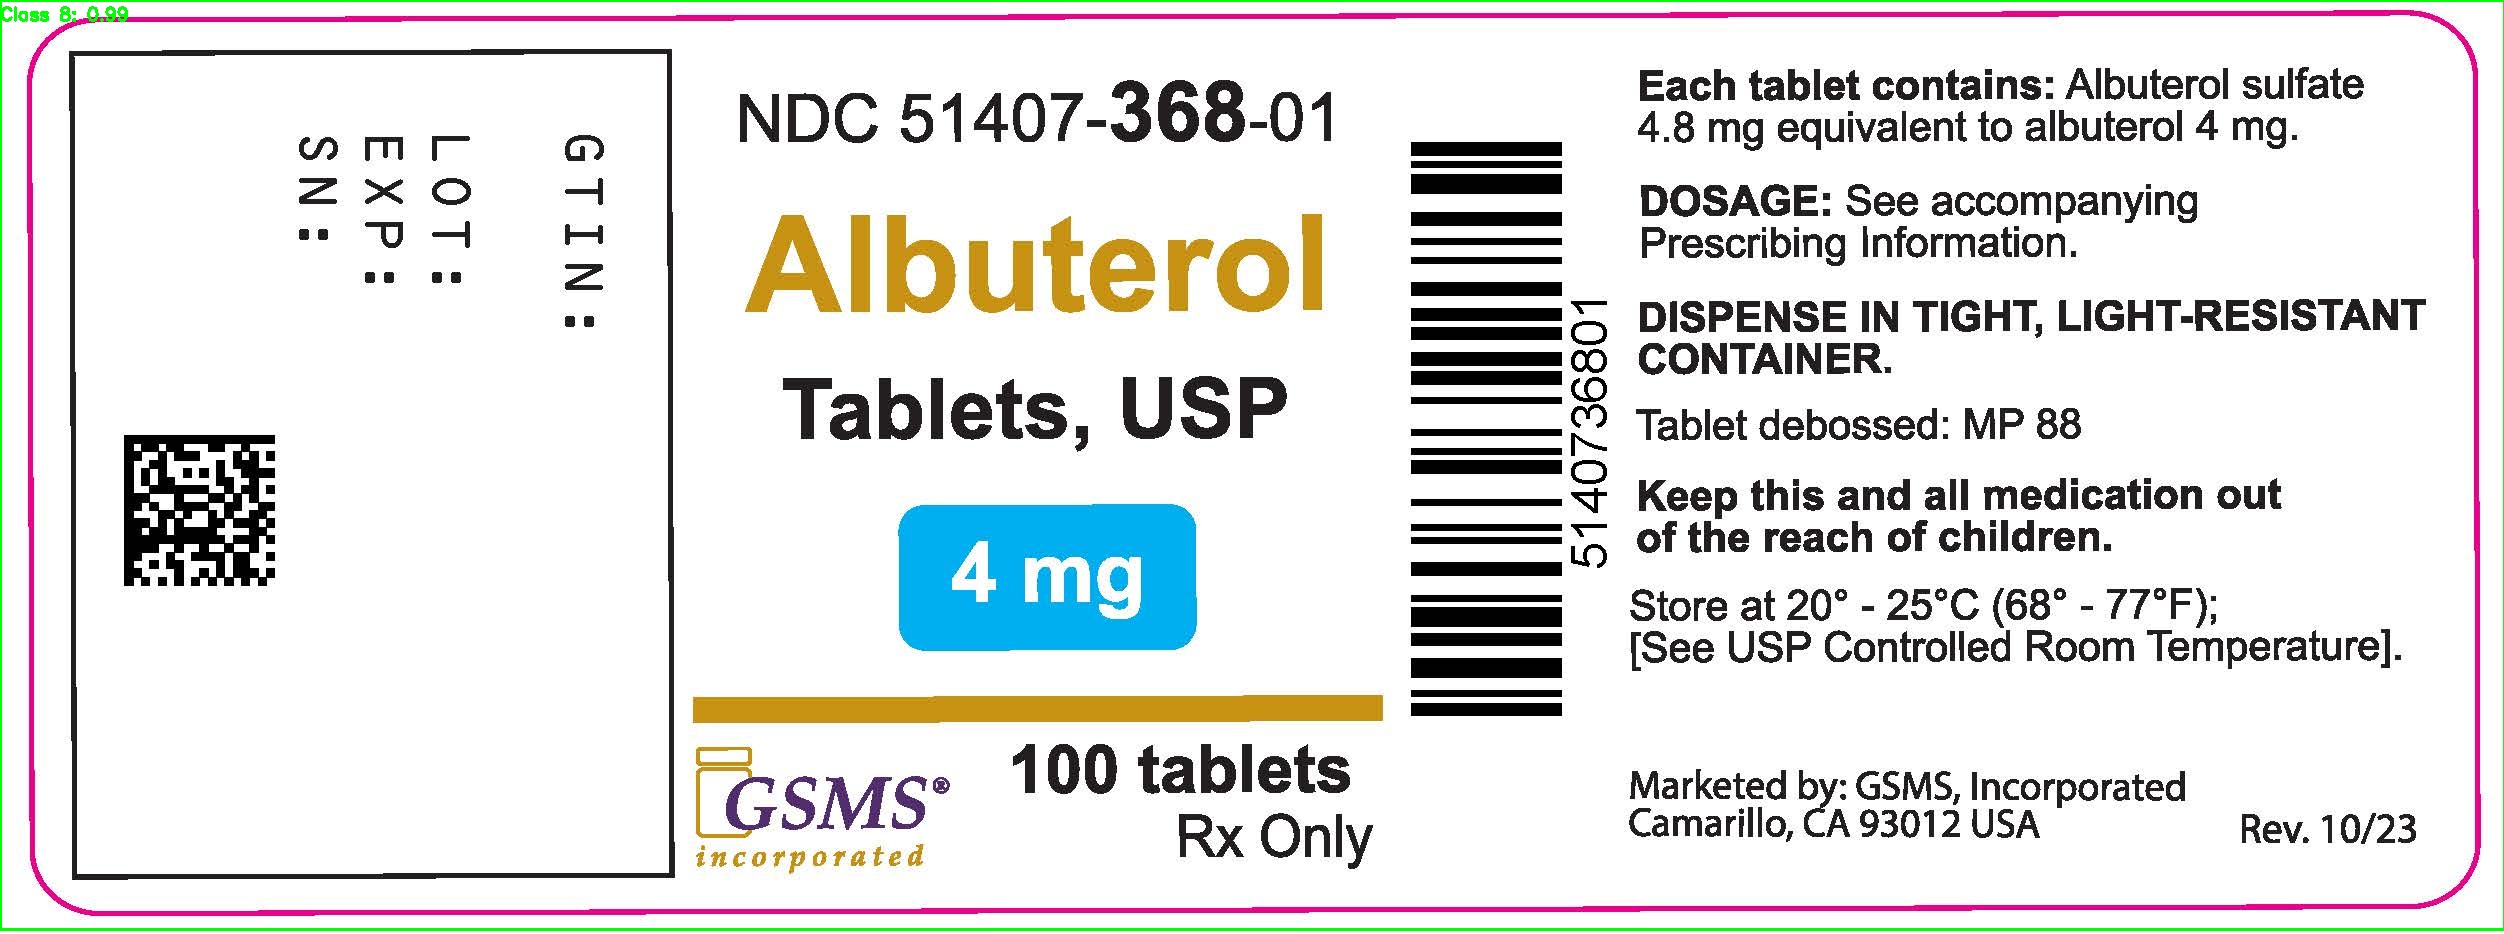 Class 8: 0.99
GTIN:
LOT:
EXP:
SN:
NDC 51407-368-01
Albuterol
Tablets, USP
4 mg
GSMS®
incorporated
100 tablets
Rx Only
5140736801
Each tablet contains: Albuterol sulfate
4.8 mg equivalent to albuterol 4 mg.
DOSAGE: See accompanying
Prescribing Information.
DISPENSE IN TIGHT, LIGHT-RESISTANT
CONTAINER.
Tablet debossed: MP 88
Keep this and all medication out
of the reach of children.
Store at 20° - 25°C (68° - 77°F);
[See USP Controlled Room Temperature].
Marketed by: GSMS, Incorporated
Camarillo, CA 93012 USA
Rev. 10/23